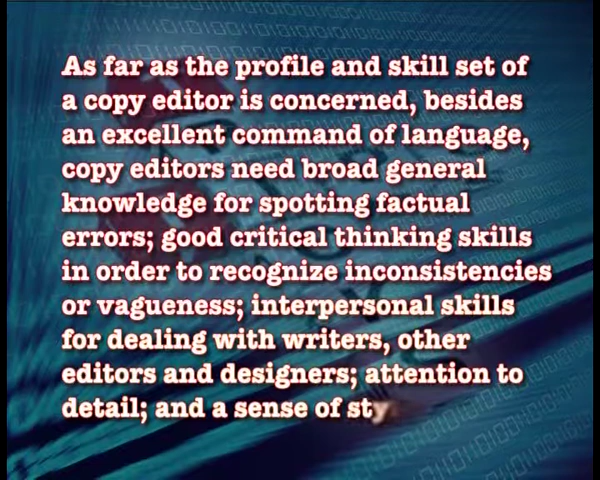 As far as the profile and skill set of
a copy editor is concerned, besides
an excellent command of language,
copy editors need broad general
knowledge for spotting factual
errors; good critical thinking skills
in order to recognize inconsistencies
or vagueness; interpersonal skills
for dealing with writers, other
editors and designers; attention to
detail; and a sense of sty